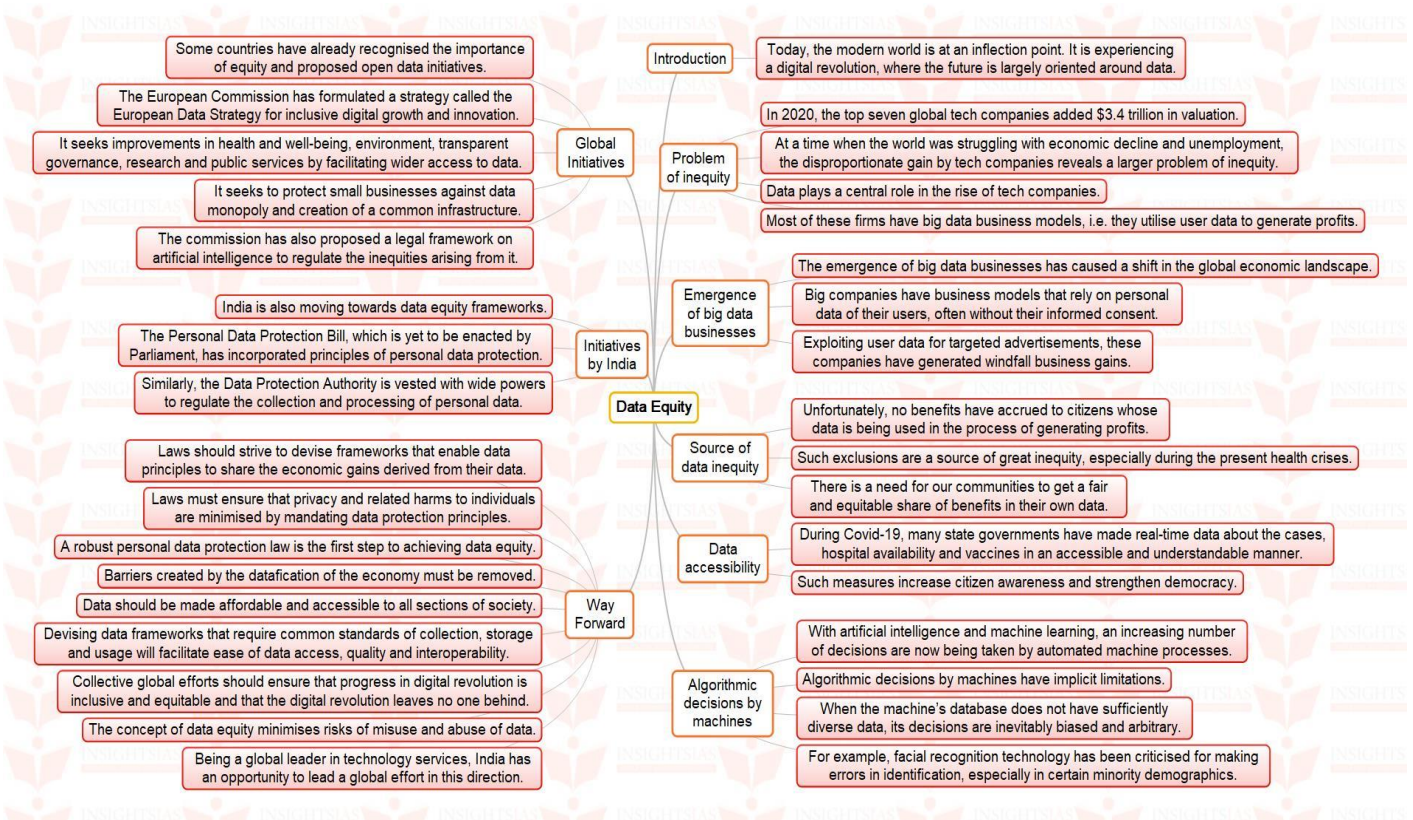 Data Equity
Introduction
Today, the modern world is at an inflection point. It is experiencing
a digital revolution, where the future is largely oriented around data.
Problem
of inequity
In 2020, the top seven global tech companies added $3.4 trillion in valuation.
At a time when the world was struggling with economic decline and unemployment,
the disproportionate gain by tech companies reveals a larger problem of inequity.
Data plays a central role in the rise of tech companies.
Most of these firms have big data business models, i.e. they utilise user data to generate profits.
Emergence
of big data
businesses
The emergence of big data businesses has caused a shift in the global economic landscape.
Big companies have business models that rely on personal
data of their users, often without their informed consent.
Exploiting user data for targeted advertisements, these
companies have generated windfall business gains.
Source of
data inequity
Unfortunately, no benefits have accrued to citizens whose
data is being used in the process of generating profits.
Such exclusions are a source of great inequity, especially during the present health crises.
There is a need for our communities to get a fair
and equitable share of benefits in their own data.
Data
accessibility
During Covid-19, many state governments have made real-time data about the cases,
hospital availability and vaccines in an accessible and understandable manner.
Such measures increase citizen awareness and strengthen democracy.
Algorithmic
decisions by
machines
With artificial intelligence and machine learning, an increasing number
of decisions are now being taken by automated machine processes.
Algorithmic decisions by machines have implicit limitations.
When the machine's database does not have sufficiently
diverse data, its decisions are inevitably biased and arbitrary.
For example, facial recognition technology has been criticised for making
errors in identification, especially in certain minority demographics.
Global
Initiatives
Some countries have already recognised the importance
of equity and proposed open data initiatives.
The European Commission has formulated a strategy called the
European Data Strategy for inclusive digital growth and innovation.
It seeks improvements in health and well-being, environment, transparent
governance, research and public services by facilitating wider access to data.
It seeks to protect small businesses against data
monopoly and creation of a common infrastructure.
The commission has also proposed a legal framework on
artificial intelligence to regulate the inequities arising from it.
Initiatives
by India
India is also moving towards data equity frameworks.
The Personal Data Protection Bill, which is yet to be enacted by
Parliament, has incorporated principles of personal data protection.
Similarly, the Data Protection Authority is vested with wide powers
to regulate the collection and processing of personal data.
Way
Forward
Laws should strive to devise frameworks that enable data
principles to share the economic gains derived from their data.
Laws must ensure that privacy and related harms to individuals
are minimised by mandating data protection principles.
A robust personal data protection law is the first step to achieving data equity.
Barriers created by the datafication of the economy must be removed.
Data should be made affordable and accessible to all sections of society.
Devising data frameworks that require common standards of collection, storage
and usage will facilitate ease of data access, quality and interoperability.
Collective global efforts should ensure that progress in digital revolution is
inclusive and equitable and that the digital revolution leaves no one behind.
The concept of data equity minimises risks of misuse and abuse of data.
Being a global leader in technology services, India has
an opportunity to lead a global effort in this direction.
INSIGHTSIAS